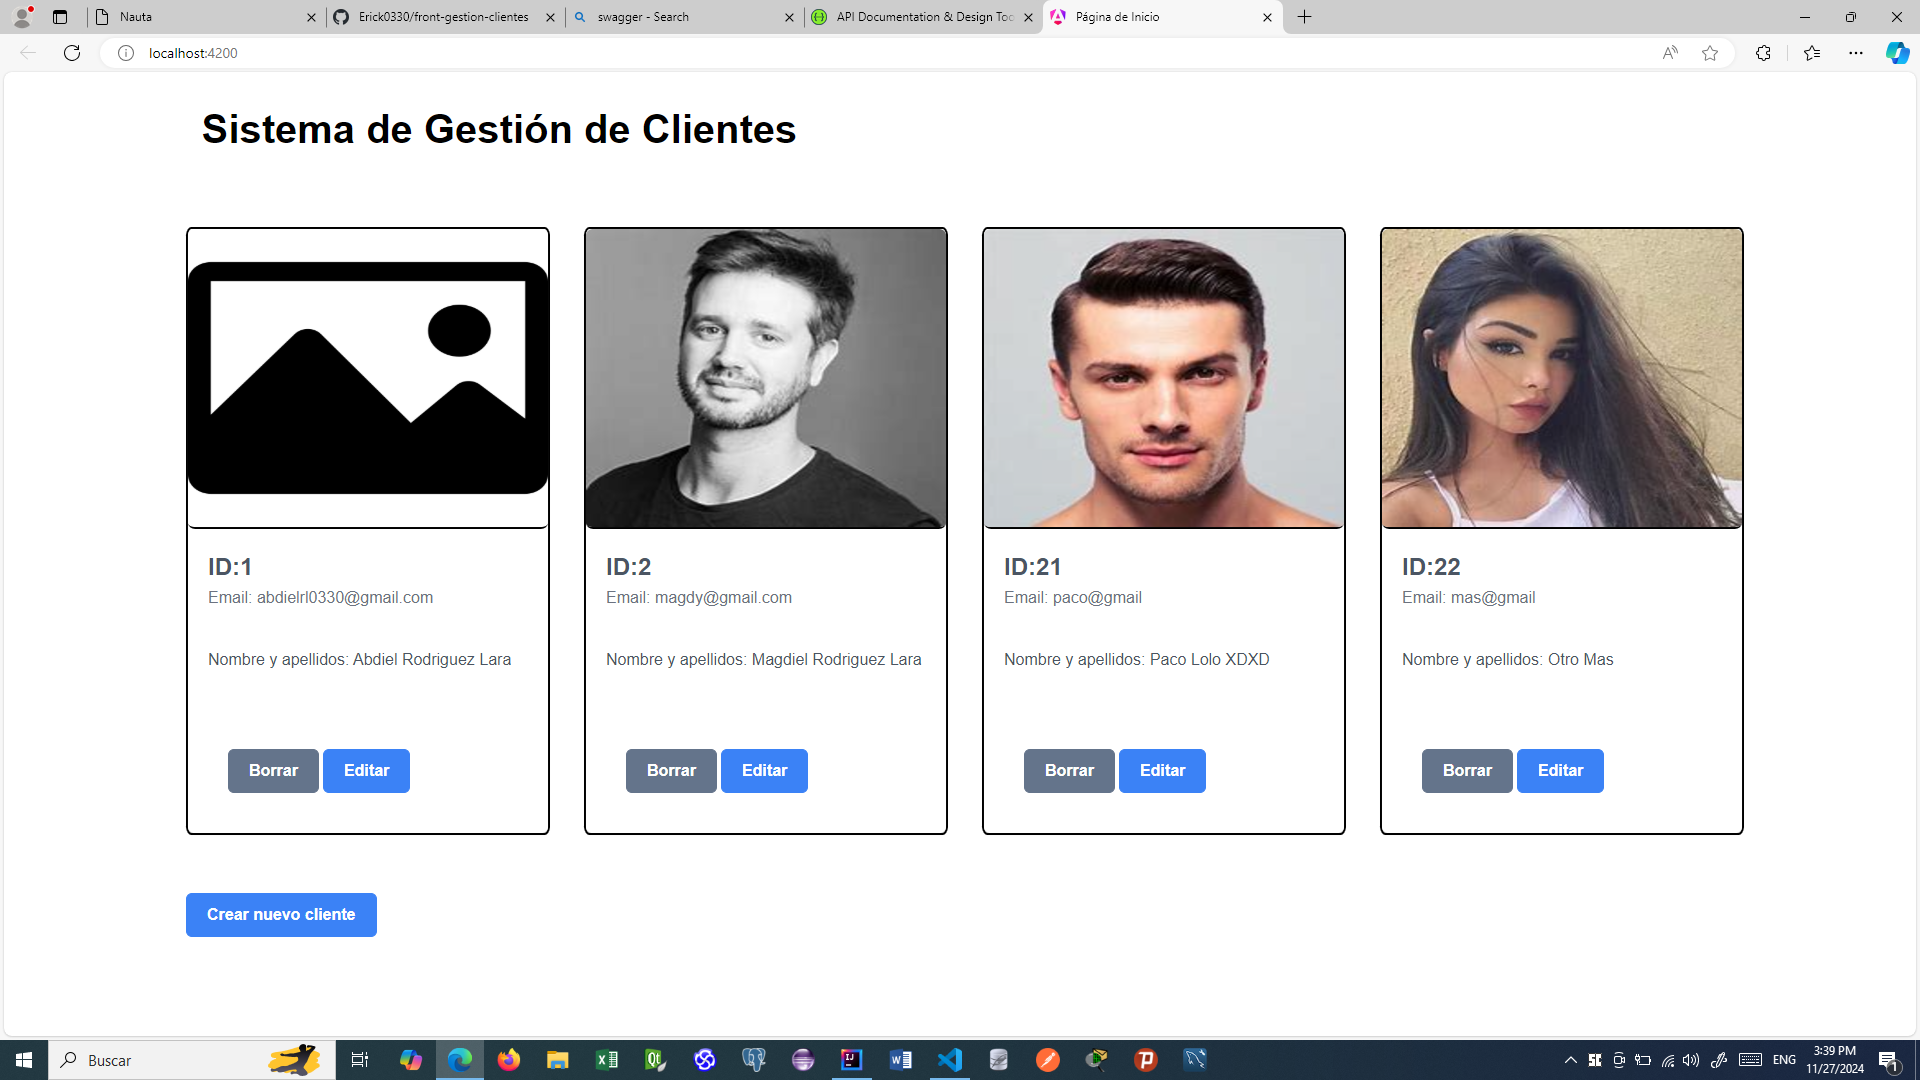 Nauta
Erick0330/front-gestion-clientes
swagger - Search
API Documentation & Design Too
Página de Inicio
localhost:4200
Sistema de Gestión de Clientes
ID:1
Email: abdielrl0330@gmail.com
Nombre y apellidos: Abdiel Rodriguez Lara
Borrar
Editar
ID:2
Email: magdy@gmail.com
Nombre y apellidos: Magdiel Rodriguez Lara
Borrar
Editar
ID:21
Email: paco@gmail
Nombre y apellidos: Paco Lolo XDXD
Borrar
Editar
ID:22
Email: mas@gmail
Nombre y apellidos: Otro Mas
Borrar
Editar
Crear nuevo cliente
Buscar
ENG
3:39 PM
11/27/2024
1